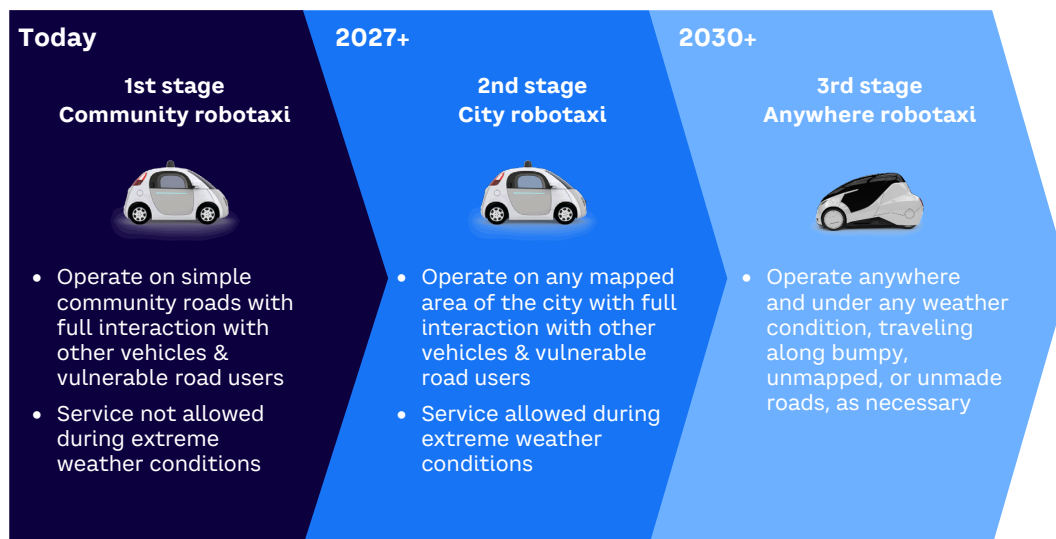 Today
1st stage
Community robotaxi
• Operate on simple
community roads with
full interaction with
other vehicles &
vulnerable road users
• Service not allowed
during extreme
weather conditions
2027+
2nd stage
City robotaxi
• Operate on any mapped
area of the city with full
interaction with other
vehicles & vulnerable
road users
• Service allowed during
extreme weather
conditions
2030+
3rd stage
Anywhere robotaxi
• Operate anywhere
and under any weather
condition, traveling
along bumpy,
unmapped, or unmade
roads, as necessary